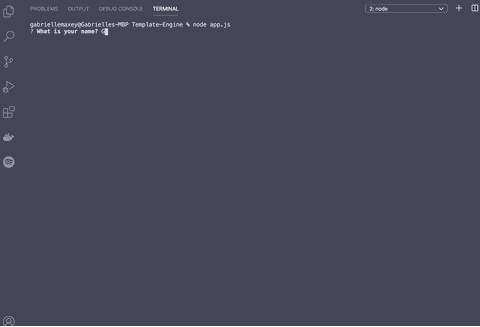 PROBLEMS OUTPUT DEBUG CONSOLE TERMINAL 2: node
gabriellemaxey@Gabrielles-MBP Template-Engine % node app.js
? What is your name? G